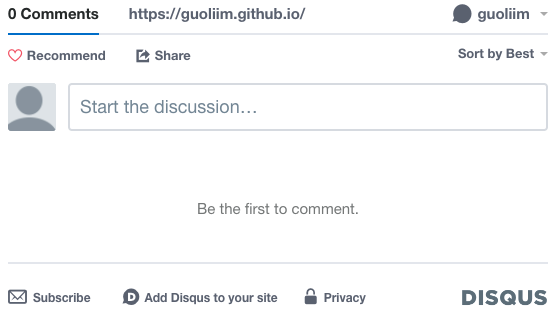 0 Comments https://guoliim.github.io/ guoliim
Recommend Share Sort by Best
Start the discussion…
Be the first to comment.
Subscribe Add Disqus to your site Privacy DISQUS